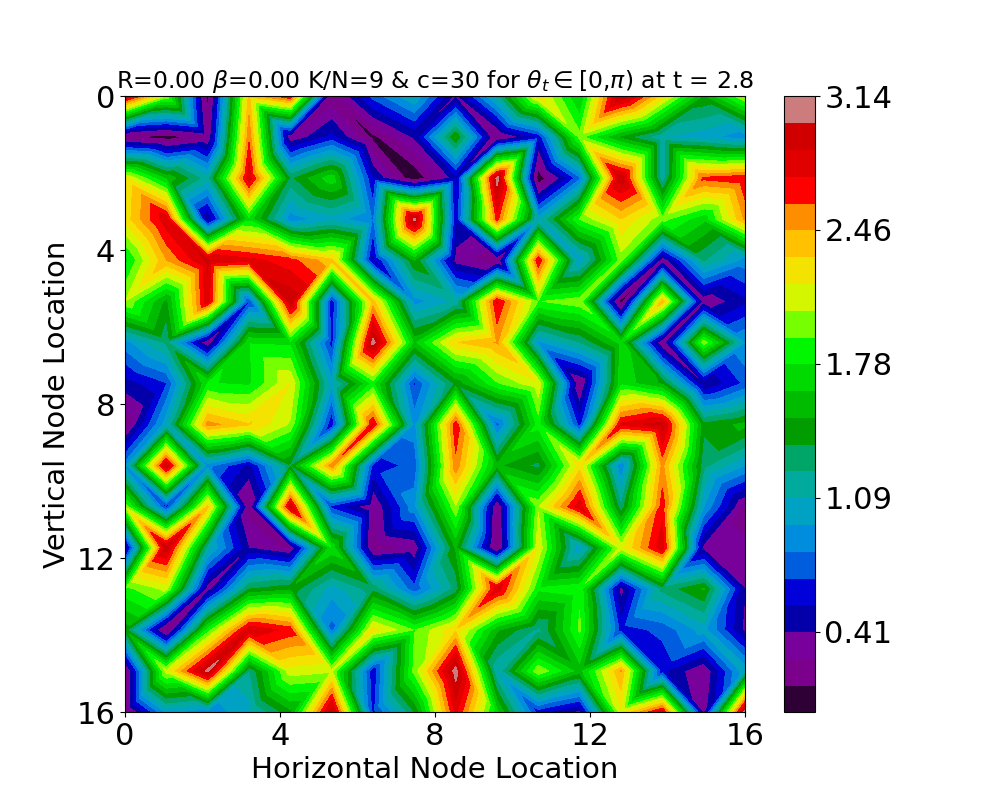 R=0.00 β=0.00 K/N=9 & c=30 for θₜ ∈ [0,π) at t = 2.8
0
4
8
12
16
Vertical Node Location
0 4 8 12 16
Horizontal Node Location
3.14
2.46
1.78
1.09
0.41